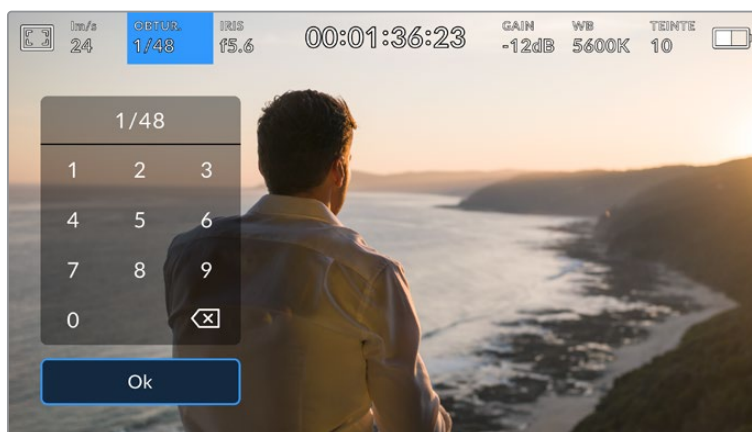 Im/s OBTUR. IRIS GAIN WB TEINTE
24 1/48 f5.6 00:01:36:23 -12dB 5600K 10
1/48
1 2 3
4 5 6
7 8 9
0
Ok